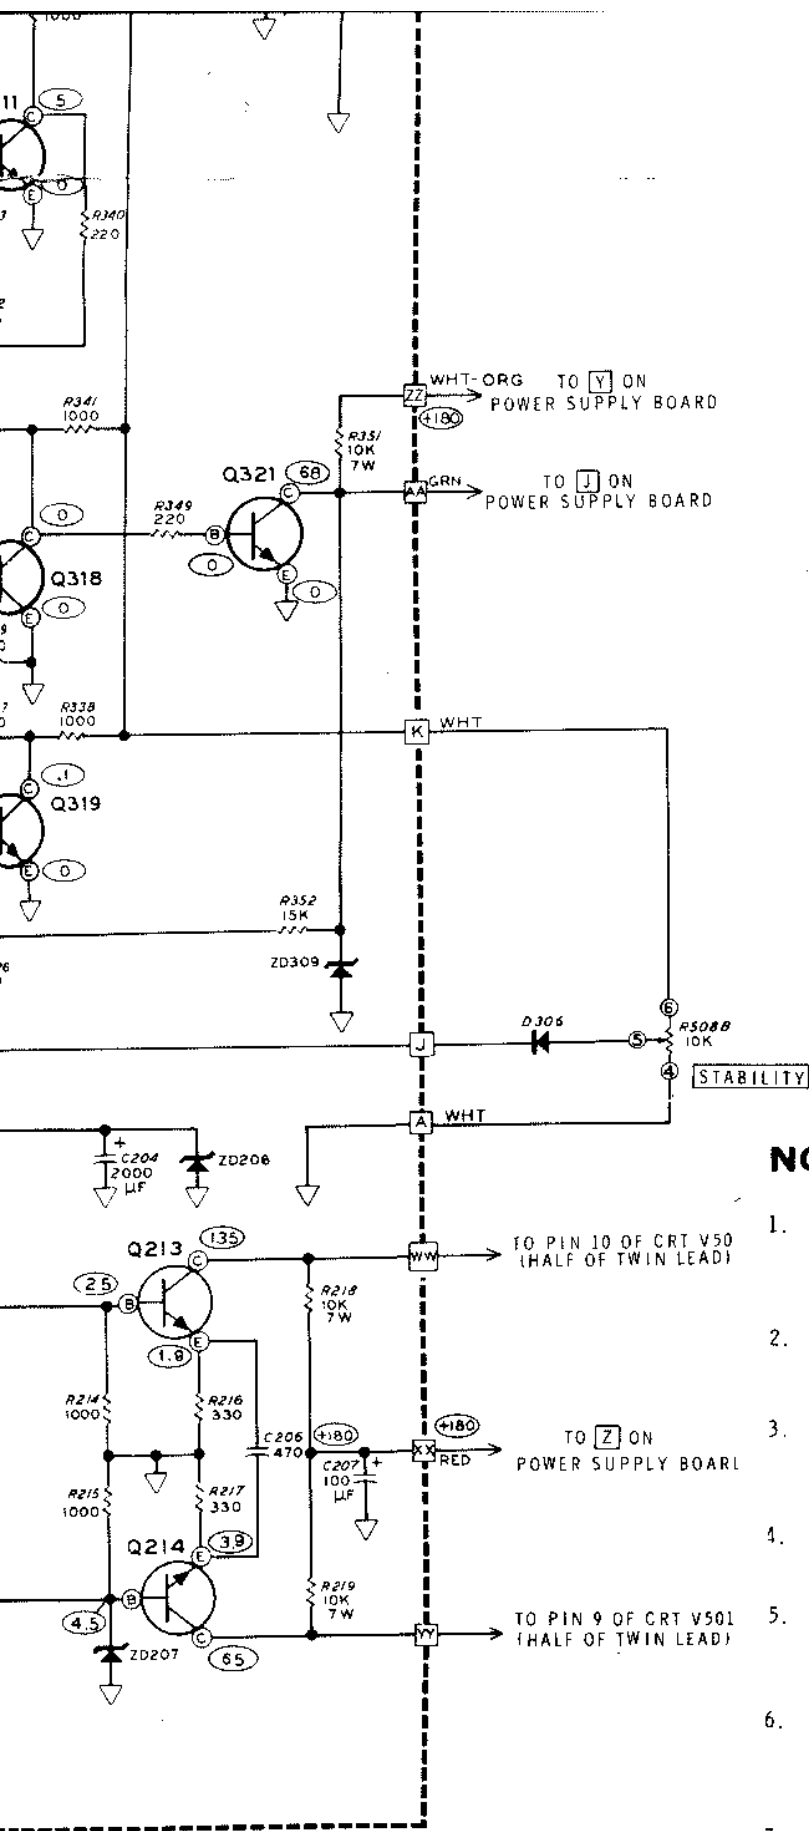 1000
11
C
5
0
E
R340
220
R341
1000
WHT-ORG TO Y ON
POWER SUPPLY BOARD
ZZ
+180
R351
10K
7W
Q321
68
C
AA
GRN
TO J ON
POWER SUPPLY BOARD
R349
220
0
C
B
0
E
0
Q318
0
E
R338
1000
K
WHT
.1
C
Q319
E
0
R352
15K
ZD309
6
D306
5
R508B
10K
J
4
STABILITY
A
WHT
+
C204
2000
µF
ZD206
NO
1.
Q213
135
C
WW
TO PIN 10 OF CRT V50
(HALF OF TWIN LEAD)
25
B
R218
10K
7W
E
1.9
2.
R214
1000
R216
330
C206
470
+180
+180
XX
RED
TO Z ON
POWER SUPPLY BOARD
3.
C207
100
µF
+
R215
1000
R217
330
4.
Q214
E
3.9
B
4.5
R219
10K
7W
YY
TO PIN 9 OF CRT V501
(HALF OF TWIN LEAD)
5.
C
65
ZD207
6.